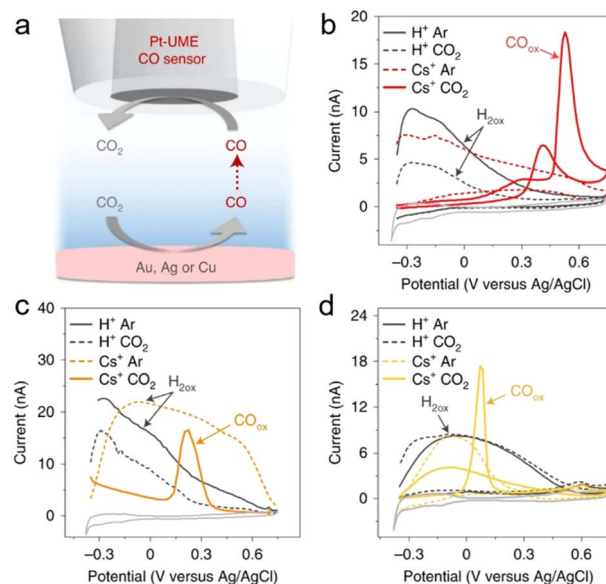 a
Pt-UME
CO sensor
CO₂
CO
CO₂
CO
Au, Ag or Cu
b
H⁺ Ar
H⁺ CO₂
Cs⁺ Ar
Cs⁺ CO₂
COox
H2ox
Current (nA)
20
15
10
5
0
−0.3
0
0.3
0.6
Potential (V versus Ag/AgCl)
c
H⁺ Ar
H⁺ CO₂
Cs⁺ Ar
Cs⁺ CO₂
H2ox
COox
Current (nA)
40
30
20
10
0
−0.3
0
0.3
0.6
Potential (V versus Ag/AgCl)
d
H⁺ Ar
H⁺ CO₂
Cs⁺ Ar
Cs⁺ CO₂
H2ox
COox
Current (nA)
24
18
12
6
0
−0.3
0
0.3
0.6
Potential (V versus Ag/AgCl)